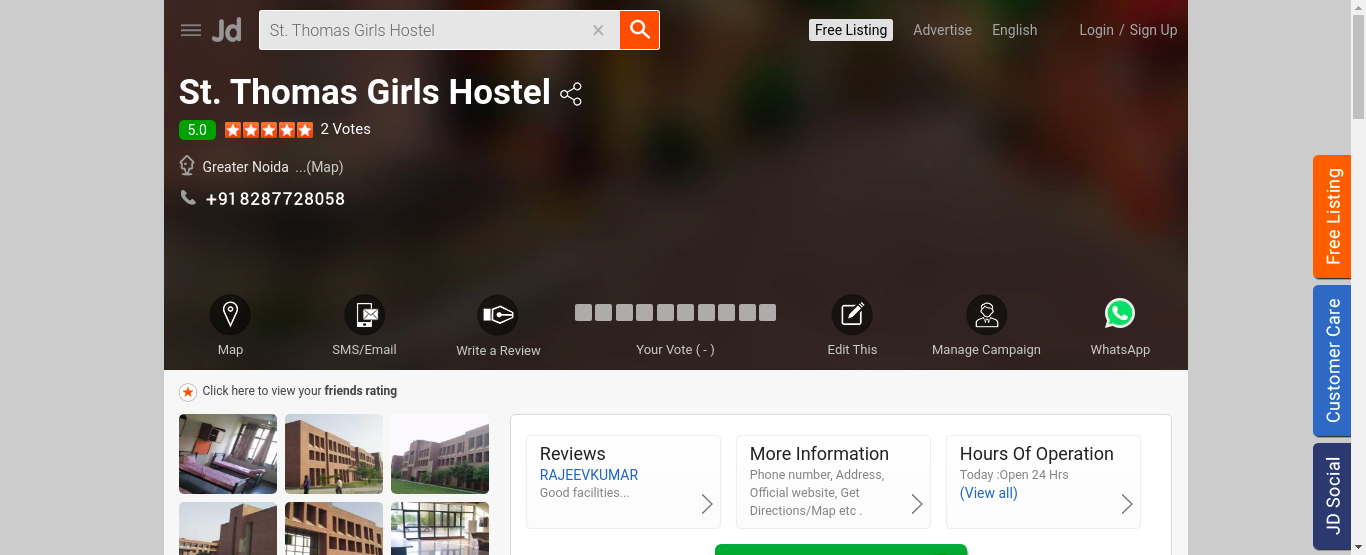 Jd
St. Thomas Girls Hostel
Free Listing
Advertise
English
Login / Sign Up
St. Thomas Girls Hostel
5.0
2 Votes
Greater Noida ...(Map)
+918287728058
Map
SMS/Email
Write a Review
Your Vote ( - )
Edit This
Manage Campaign
WhatsApp
Free Listing
Customer Care
JD Social
Click here to view your friends rating
Reviews
RAJEEVKUMAR
Good facilities...
More Information
Phone number, Address,
Official website, Get
Directions/Map etc .
Hours Of Operation
Today :Open 24 Hrs
(View all)